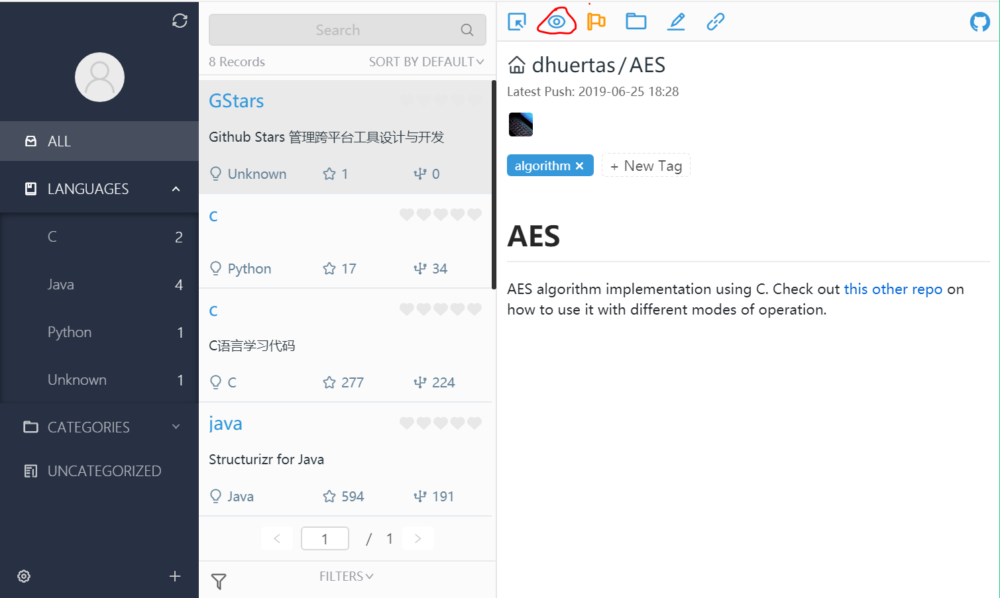 ALL
LANGUAGES
C 2
Java 4
Python 1
Unknown 1
CATEGORIES
UNCATEGORIZED
Search
8 Records SORT BY DEFAULT
GStars
Github Stars 管理跨平台工具设计与开发
Unknown 1 0
C
Python 17 34
C
C语言学习代码
C 277 224
java
Structurizr for Java
Java 594 191
1 / 1
FILTERS
dhuertas/AES
Latest Push: 2019-06-25 18:28
algorithm × + New Tag
AES
AES algorithm implementation using C. Check out this other repo on
how to use it with different modes of operation.